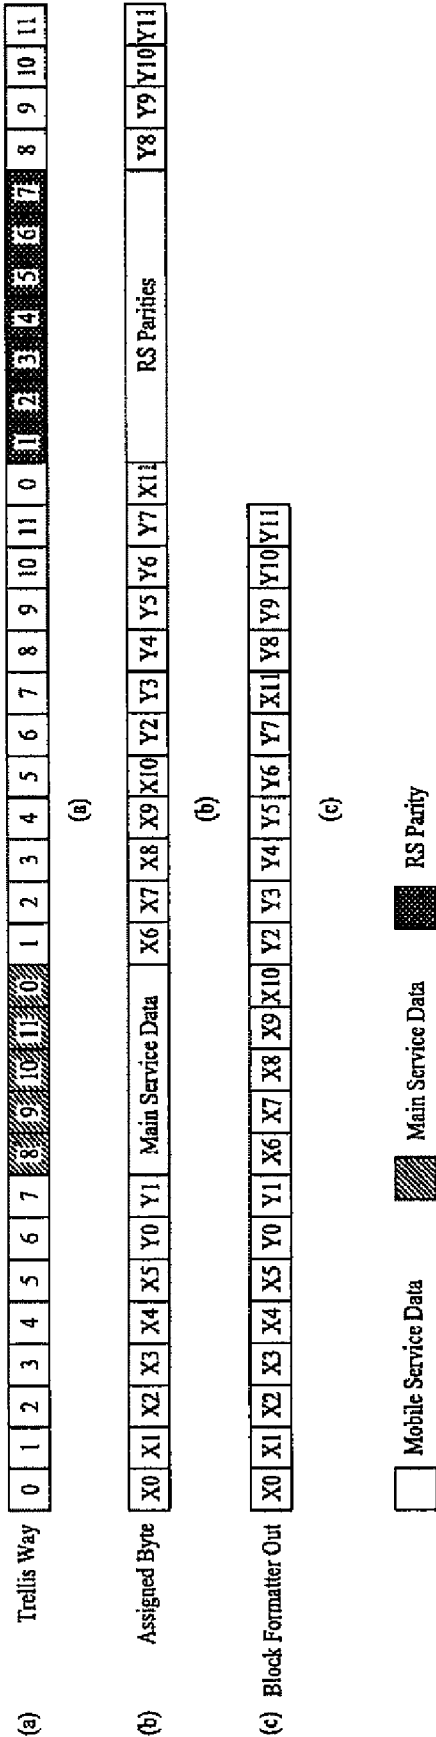 (a) Trellis Way 0 1 2 3 4 5 6 7 8 9 10 11 0 1 2 3 4 5 6 7 8 9 10 11 0 1 2 3 4 5 6 7 8 9 10 11
(a)
(b) Assigned Byte X0 X1 X2 X3 X4 X5 Y0 Y1 Main Service Data X6 X7 X8 X9 X10 Y2 Y3 Y4 Y5 Y6 Y7 X11 RS Parities Y8 Y9 Y10 Y11
(b)
(c) Block Formatter Out X0 X1 X2 X3 X4 X5 Y0 Y1 X6 X7 X8 X9 X10 Y2 Y3 Y4 Y5 Y6 Y7 X11 Y8 Y9 Y10 Y11
(c)
Mobile Service Data Main Service Data RS Parity